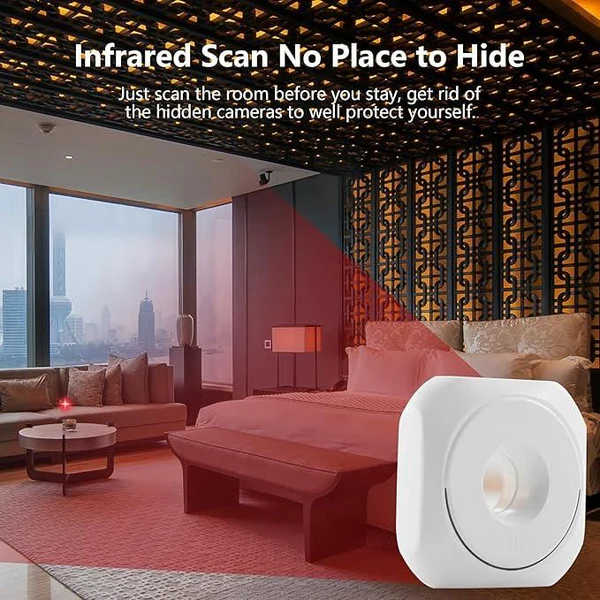 Infrared Scan No Place to Hide
Just scan the room before you stay, get rid of
the hidden cameras to well protect yourself.